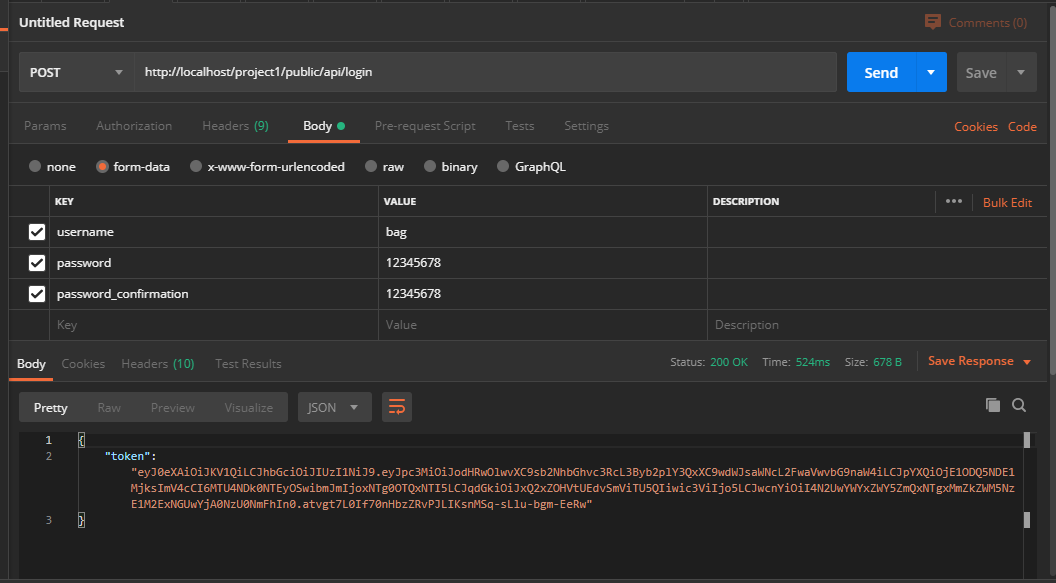 Untitled Request
Comments (0)
POST
http://localhost/project1/public/api/login
Send
Save
Params Authorization Headers (9) Body Pre-request Script Tests Settings
Cookies Code
none form-data x-www-form-urlencoded raw binary GraphQL
KEY VALUE DESCRIPTION ••• Bulk Edit
username bag
password 12345678
password_confirmation 12345678
Key Value Description
Body Cookies Headers (10) Test Results
Status: 200 OK Time: 524ms Size: 678 B
Save Response
Pretty Raw Preview Visualize JSON
1 {
2 "token":
"eyJ0eXAiOiJKV1QiLCJhbGciOiJIUzI1NiJ9.eyJpc3MiOiJodHRwOlwvXC9sb2NhbGhvc3RcL3Byb2plY3QxXC9wdWJsaWNcL2FwaVwvbG9naW4iLCJpYXQiOjE1ODQ5NDE1
MjksImV4cCI6MTU4NDk0NTEyOSwibmJmIjoxNTg0OTQxNTI5LCJqdGkiOiJxQ2xZOHVtUEdvSmViTU5QIiwic3ViIjo5LCJwcnYiOiI4N2UwYWYxZWY5ZmQxNTgxMmZkZWM5Nz
E1M2ExNGUwYjA0NzU0NmFhIn0.atvgt7L0If70nHbzZRvPJLIKsnMSq-sL1u-bgm-EeRw"
3 }